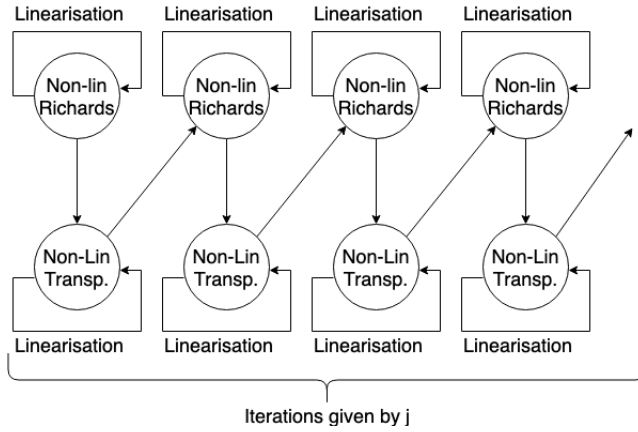 Linearisation Linearisation Linearisation Linearisation
Non-lin Non-lin Non-lin Non-lin
Richards Richards Richards Richards
Non-Lin Non-Lin Non-Lin Non-Lin
Transp. Transp. Transp. Transp.
Linearisation Linearisation Linearisation Linearisation
Iterations given by j